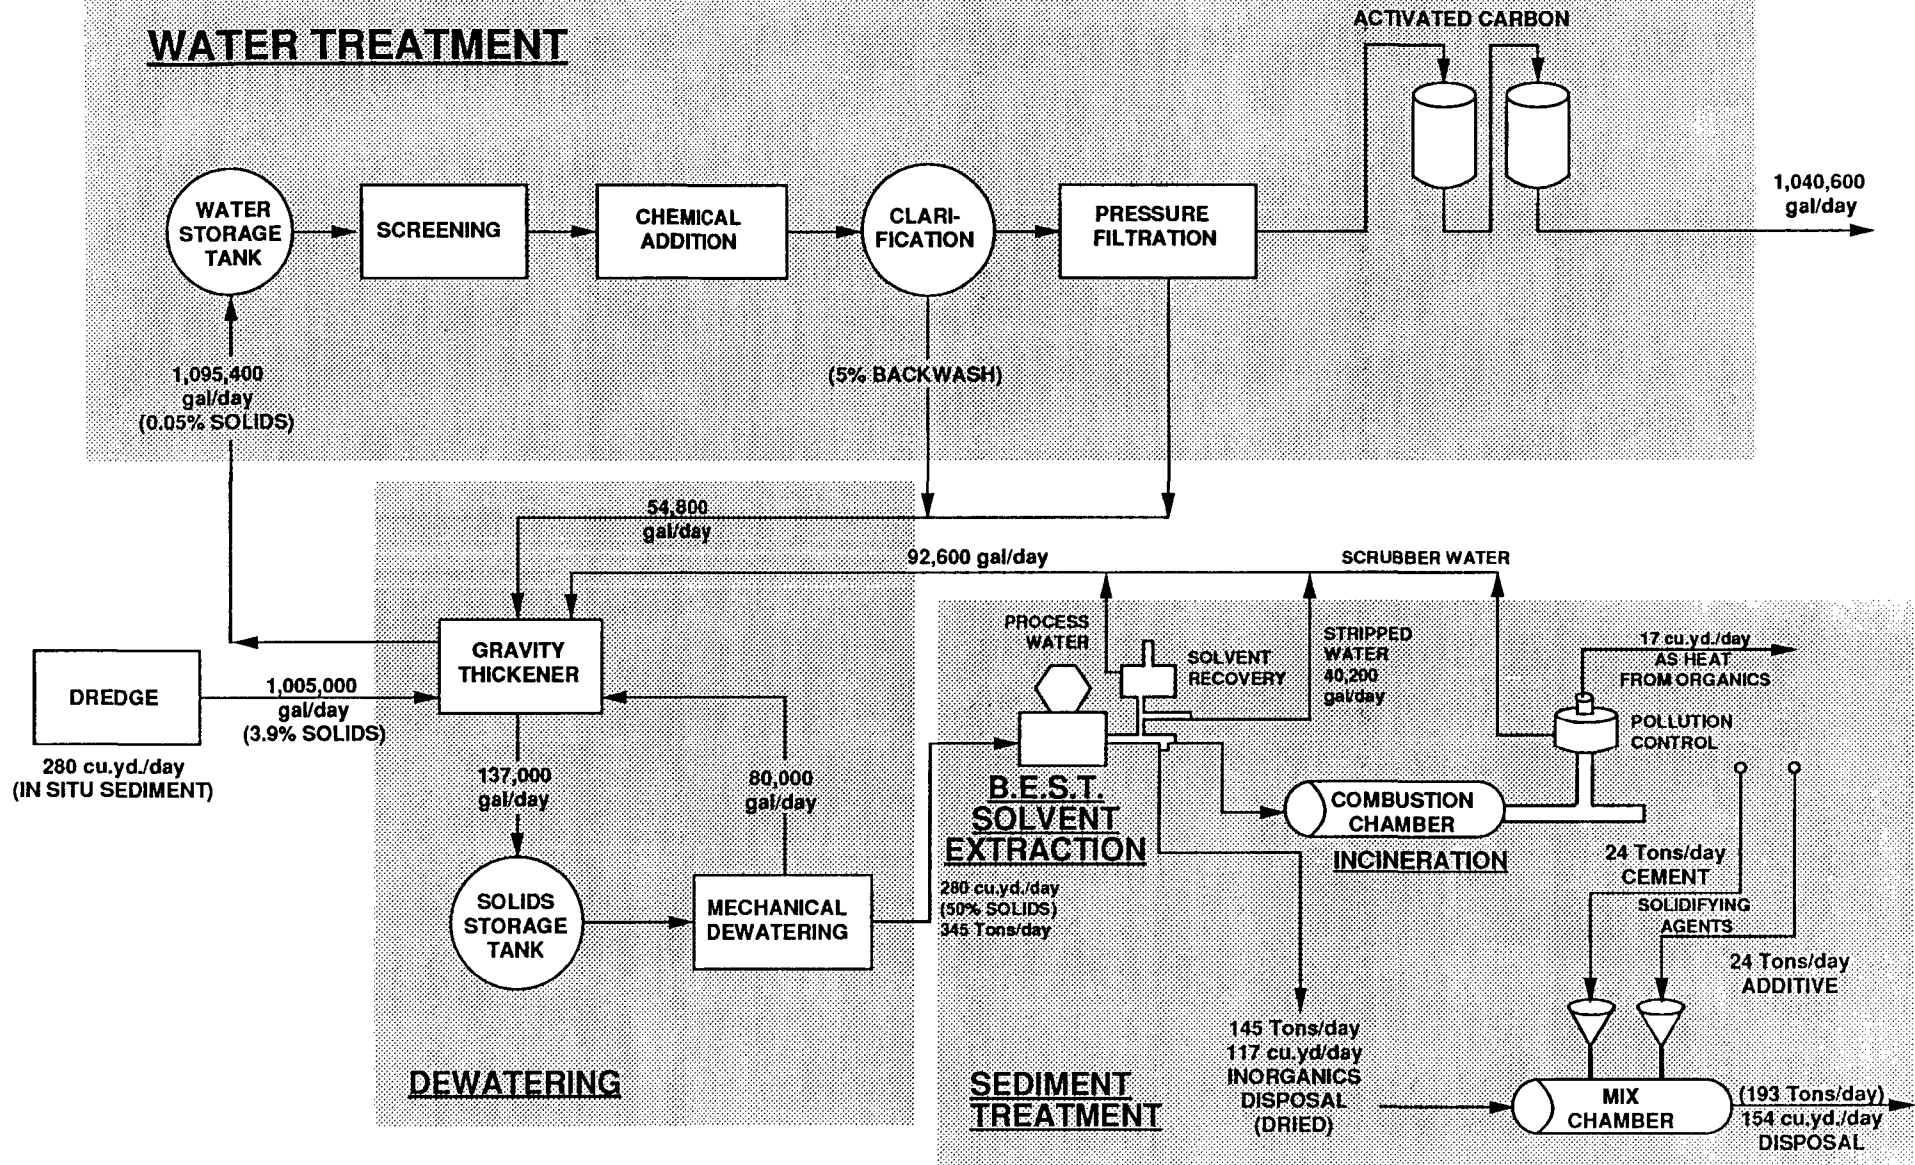 WATER TREATMENT
ACTIVATED CARBON
WATER
STORAGE
TANK
SCREENING
CHEMICAL
ADDITION
CLARI-
FICATION
PRESSURE
FILTRATION
1,040,600
gal/day
1,095,400
gal/day
(0.05% SOLIDS)
(5% BACKWASH)
54,800
gal/day
92,600 gal/day
SCRUBBER WATER
DREDGE
280 cu.yd./day
(IN SITU SEDIMENT)
1,005,000
gal/day
(3.9% SOLIDS)
GRAVITY
THICKENER
137,000
gal/day
80,000
gal/day
SOLIDS
STORAGE
TANK
MECHANICAL
DEWATERING
DEWATERING
PROCESS
WATER
SOLVENT
RECOVERY
STRIPPED
WATER
40,200
gal/day
B.E.S.T.
SOLVENT
EXTRACTION
280 cu.yd./day
(50% SOLIDS)
345 Tons/day
COMBUSTION
CHAMBER
INCINERATION
17 cu.yd./day
AS HEAT
FROM ORGANICS
POLLUTION
CONTROL
24 Tons/day
CEMENT
SOLIDIFYING
AGENTS
24 Tons/day
ADDITIVE
145 Tons/day
117 cu.yd/day
INORGANICS
DISPOSAL
(DRIED)
SEDIMENT
TREATMENT
MIX
CHAMBER
(193 Tons/day)
154 cu.yd./day
DISPOSAL